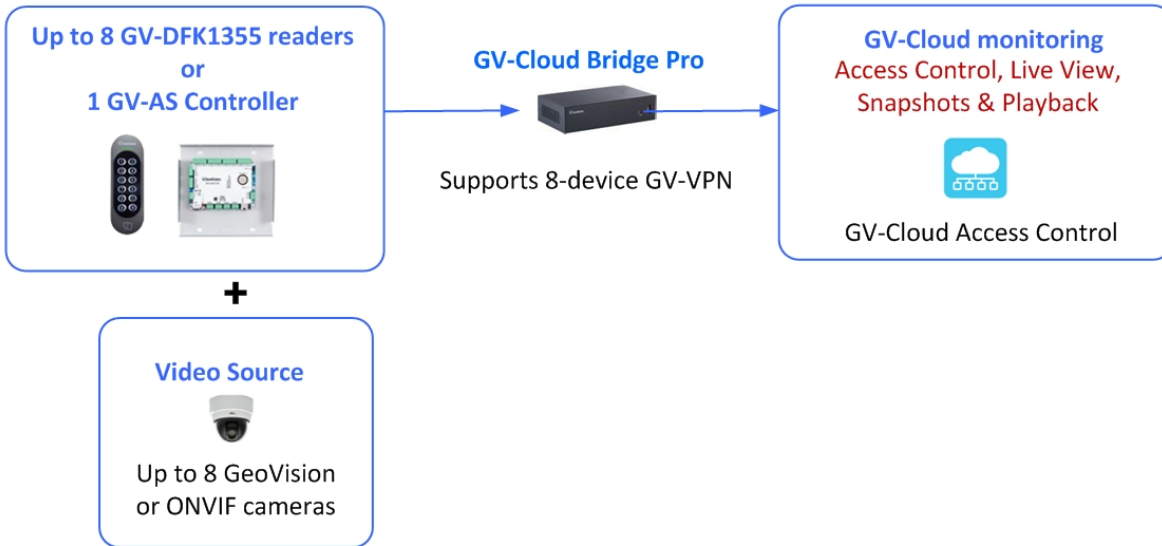 Up to 8 GV-DFK1355 readers
or
1 GV-AS Controller
GV-Cloud Bridge Pro
Supports 8-device GV-VPN
GV-Cloud monitoring
Access Control, Live View,
Snapshots & Playback
GV-Cloud Access Control
+
Video Source
Up to 8 GeoVision
or ONVIF cameras